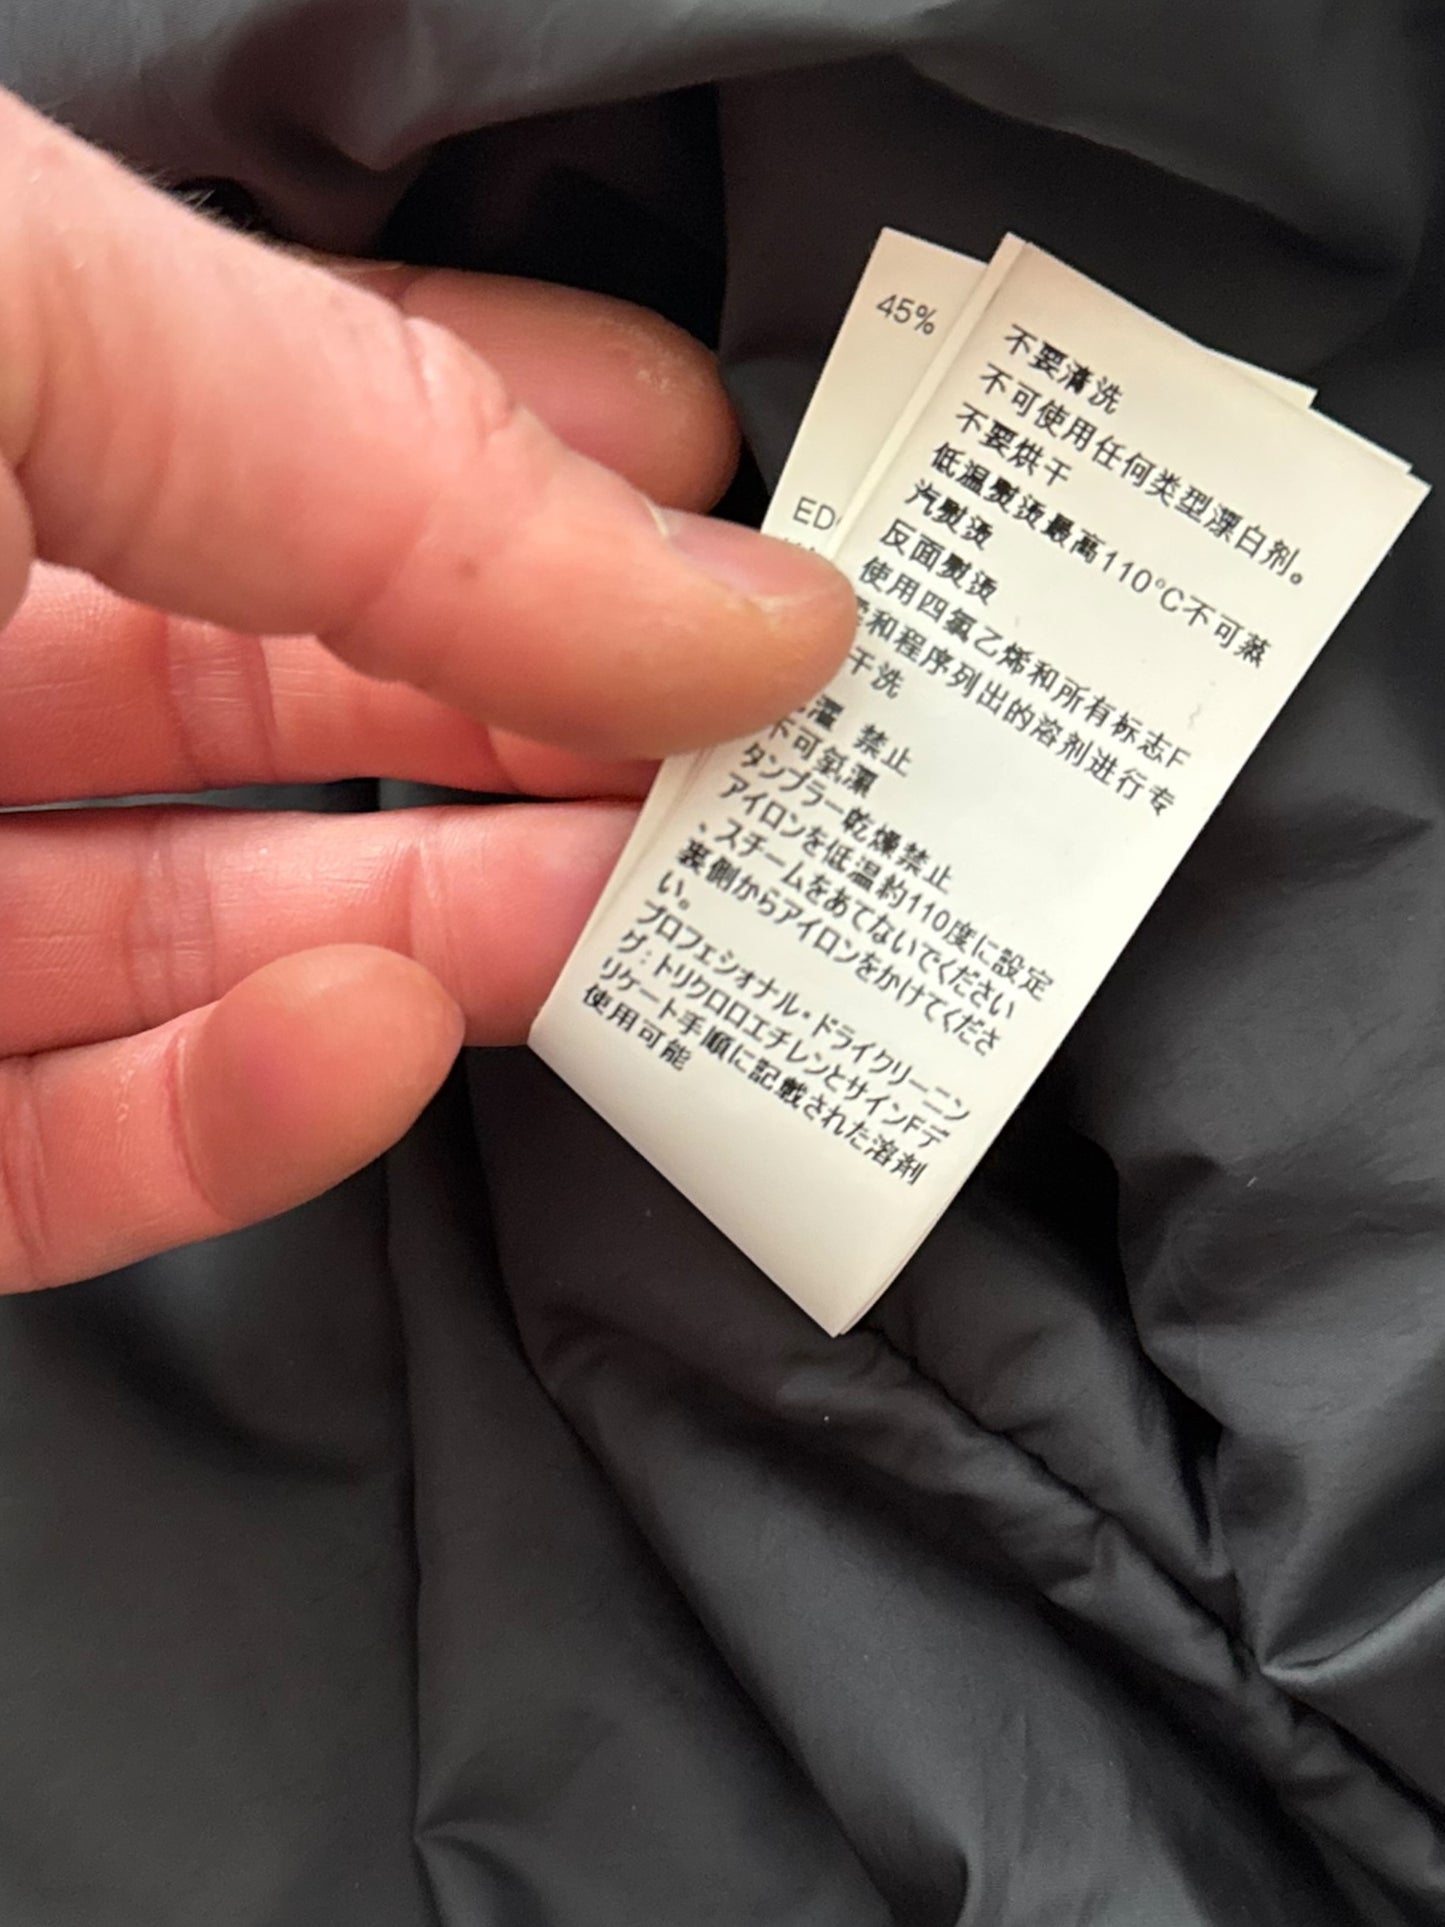 45%
ED
不要清洗
不可使用任何类型漂白剂。
不要烘干
低温熨烫最高110°C不可蒸
汽熨烫
反面熨烫
使用四氯乙烯和所有标志F
和程序列出的溶剂进行专
干洗
禁止
不可氯漂
タンブラー乾燥禁止
アイロンを低温約110度に設定
、スチームをあてないでください
裏側からアイロンをかけてくださ
い。
プロフェショナル・ドライクリーニン
グ:トリクロロエチレンとサインFデ
リケート手順に記載された溶剤
使用可能